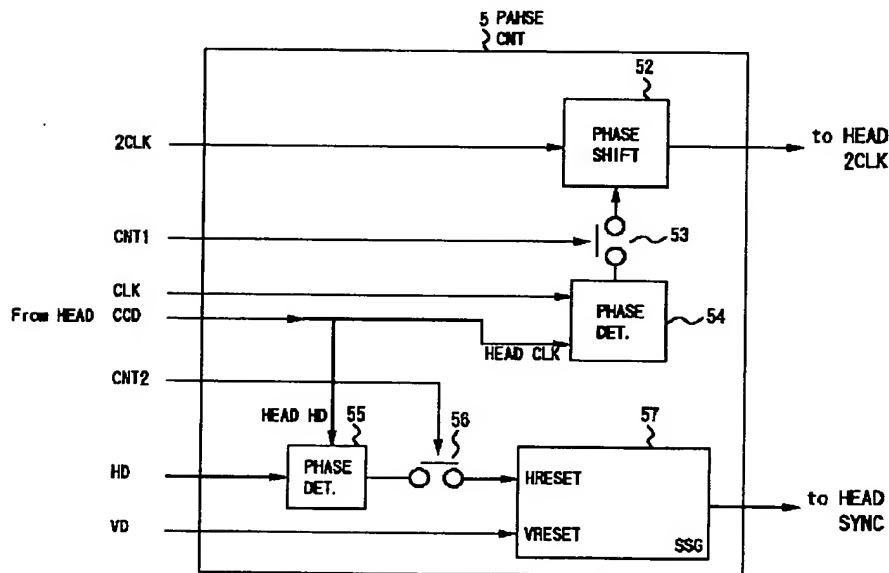 5 PAHSE
CNT
52
2CLK
PHASE
SHIFT
to HEAD
2CLK
CNT1
53
CLK
From HEAD CCD
HEAD CLK
PHASE
DET.
54
CNT2
HEAD HD
55
56
57
HD
PHASE
DET.
HRESET
VD
VRESET
SSG
to HEAD
SYNC